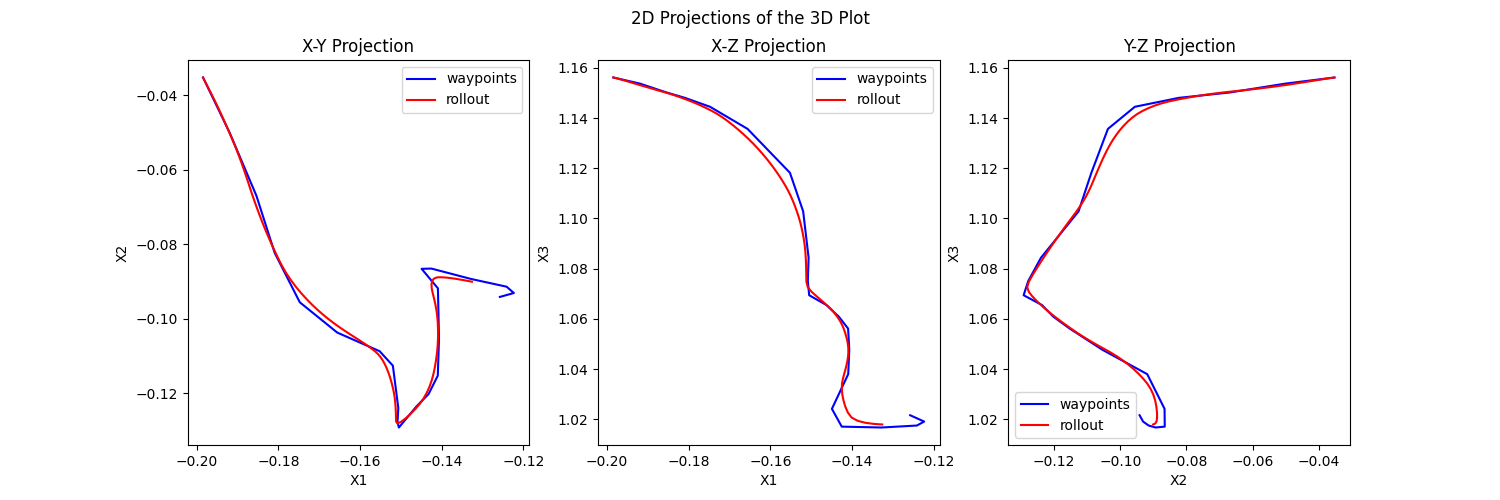 2D Projections of the 3D Plot
X-Y Projection
waypoints
rollout
−0.04
−0.06
−0.08
−0.10
−0.12
X2
−0.20
−0.18
−0.16
−0.14
−0.12
X1
X-Z Projection
waypoints
rollout
1.16
1.14
1.12
1.10
1.08
1.06
1.04
1.02
X3
−0.20
−0.18
−0.16
−0.14
−0.12
X1
Y-Z Projection
1.16
1.14
1.12
1.10
1.08
1.06
1.04
1.02
X3
waypoints
rollout
−0.12
−0.10
−0.08
−0.06
−0.04
X2